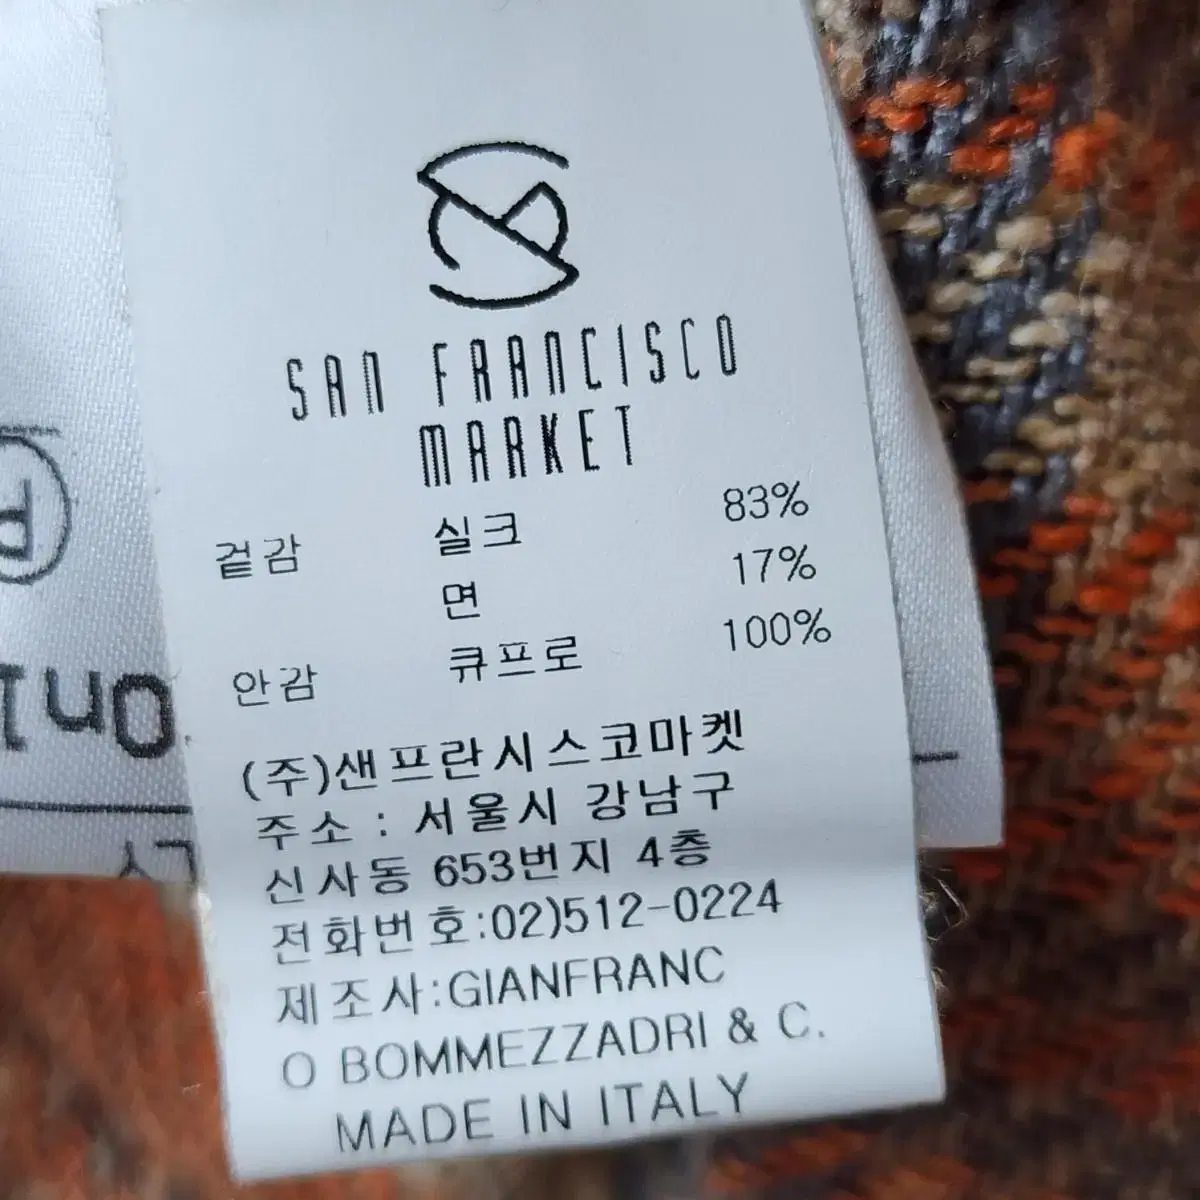 SAN FRANCISCO
MARKET
겉감 실크 83%
면 17%
안감 큐프로 100%
(주)샌프란시스코마켓
주소 : 서울시 강남구
신사동 653번지 4층
전화번호:02)512-0224
제조사:GIANFRANC
O BOMMEZZADRI & C.
MADE IN ITALY
P